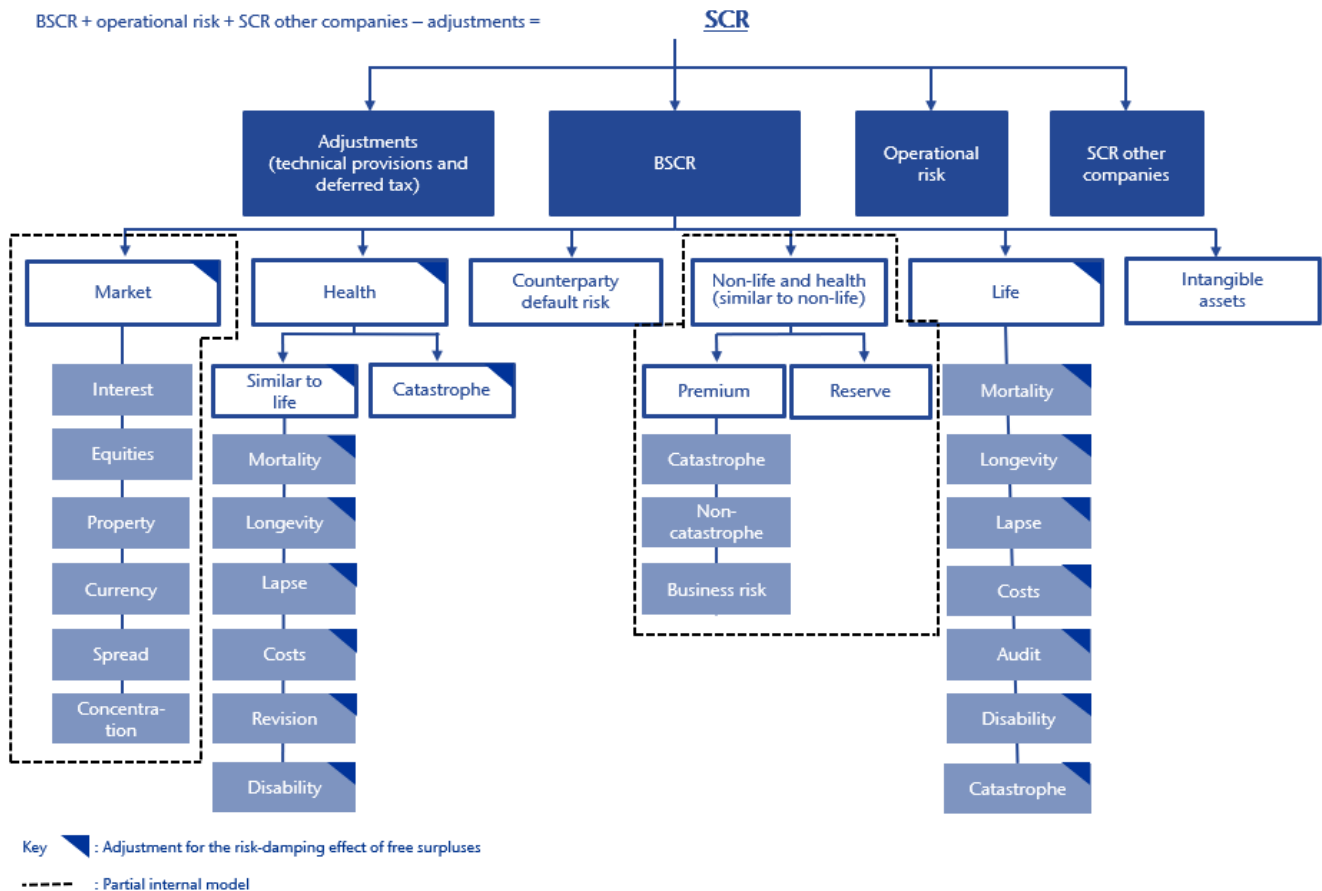 BSCR + operational risk + SCR other companies – adjustments =
SCR
Adjustments
(technical provisions and
deferred tax)
BSCR
Operational
risk
SCR other
companies
Market
Health
Counterparty
default risk
Non-life and health
(similar to non-life)
Life
Intangible
assets
Interest
Equities
Property
Currency
Spread
Concentra-
tion
Similar to
life
Catastrophe
Mortality
Longevity
Lapse
Costs
Revision
Disability
Premium
Reserve
Catastrophe
Non-
catastrophe
Business risk
Mortality
Longevity
Lapse
Costs
Audit
Disability
Catastrophe
Key
: Adjustment for the risk-damping effect of free surpluses
: Partial internal model